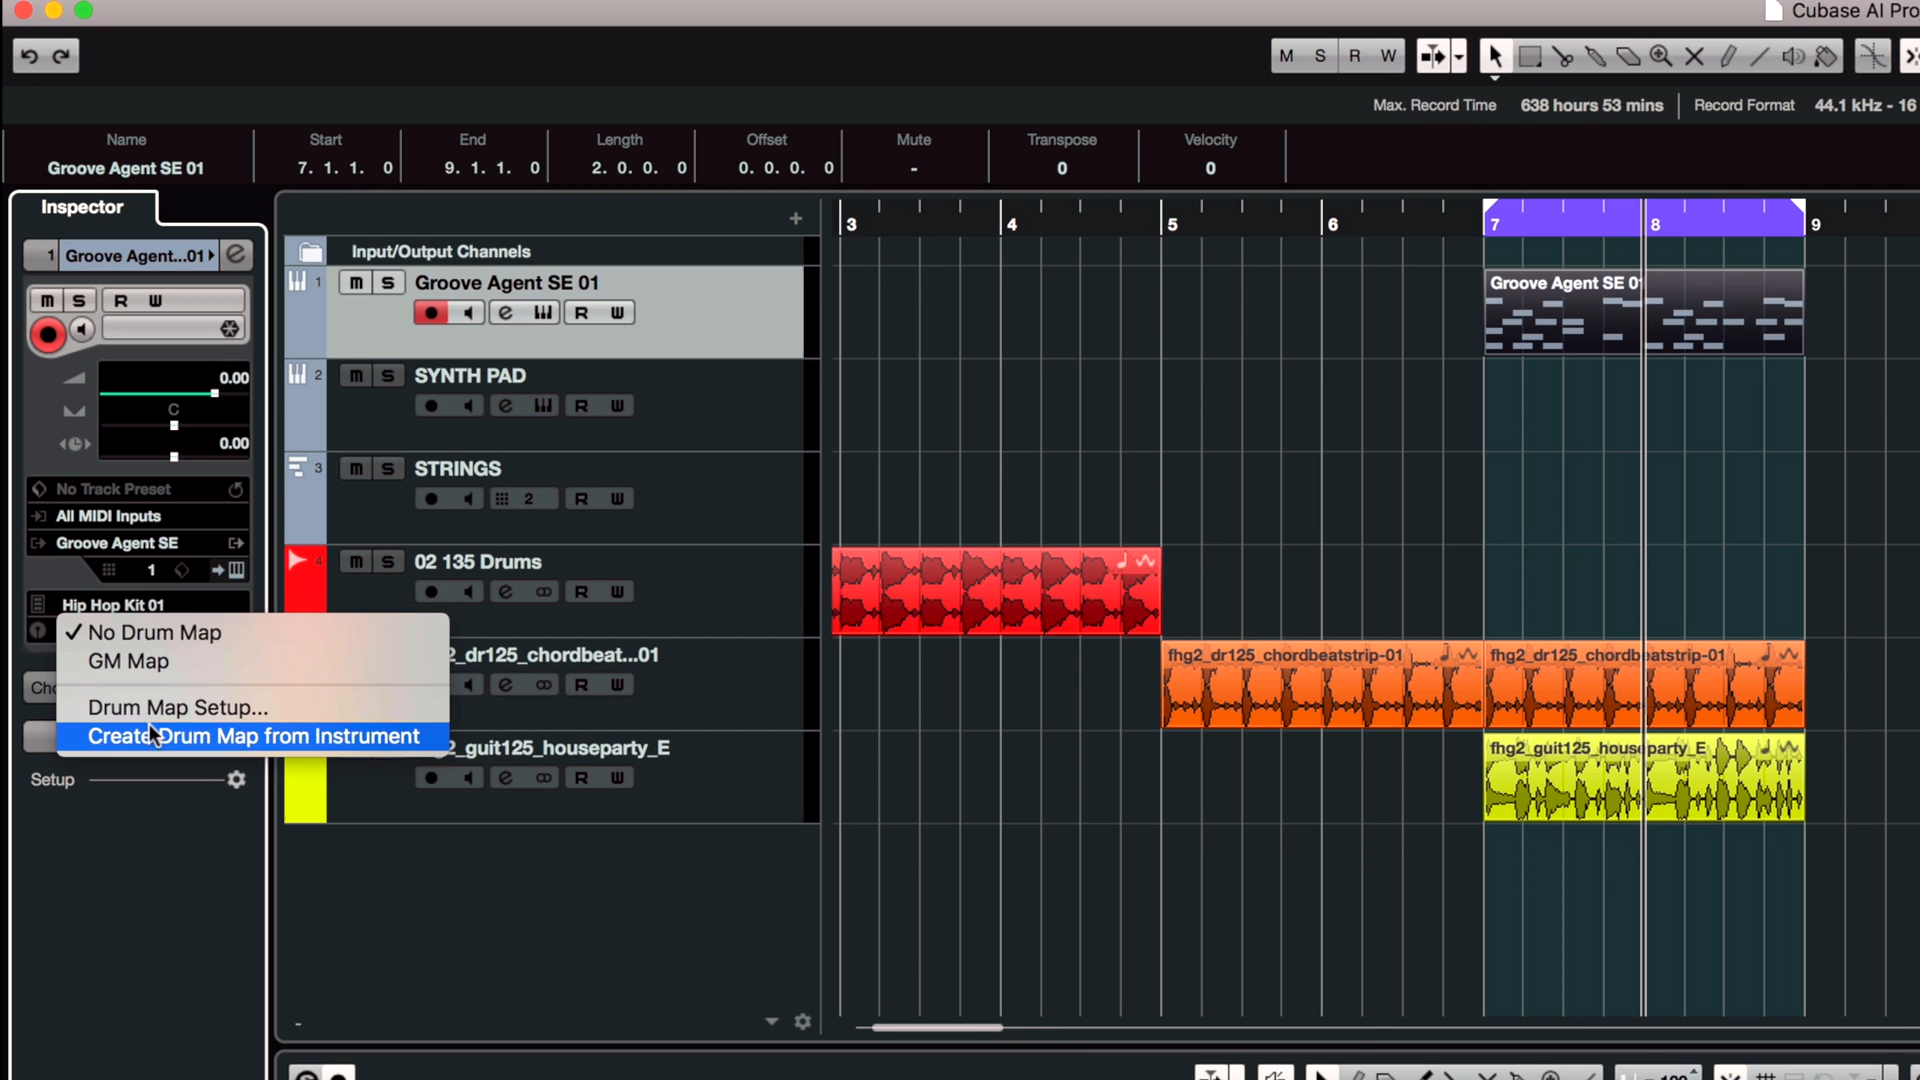 Cubase AI Pro
M S R W
Max. Record Time 638 hours 53 mins Record Format 44.1 kHz - 16
Name Start End Length Offset Mute Transpose Velocity
Groove Agent SE 01 7. 1. 1. 0 9. 1. 1. 0 2. 0. 0. 0 0. 0. 0. 0 - 0 0
Inspector
3 4 5 6 7 8 9
1 Groove Agent...01 e
Input/Output Channels
M S R W
1 m S Groove Agent SE 01
e R W
Groove Agent SE 01
0.00
C
0.00
2 m S SYNTH PAD
e R W
3 m S STRINGS
2 R W
No Track Preset
All MIDI Inputs
Groove Agent SE
1
Hip Hop Kit 01
4 m S 02 135 Drums
e R W
✓ No Drum Map
GM Map
Drum Map Setup...
Create Drum Map from Instrument
Cho
2_dr125_chordbeat...01
e R W
fhg2_dr125_chordbeatstrip-01
fhg2_dr125_chordbeatstrip-01
2_guit125_houseparty_E
e R W
fhg2_guit125_houseparty_E
Setup
-